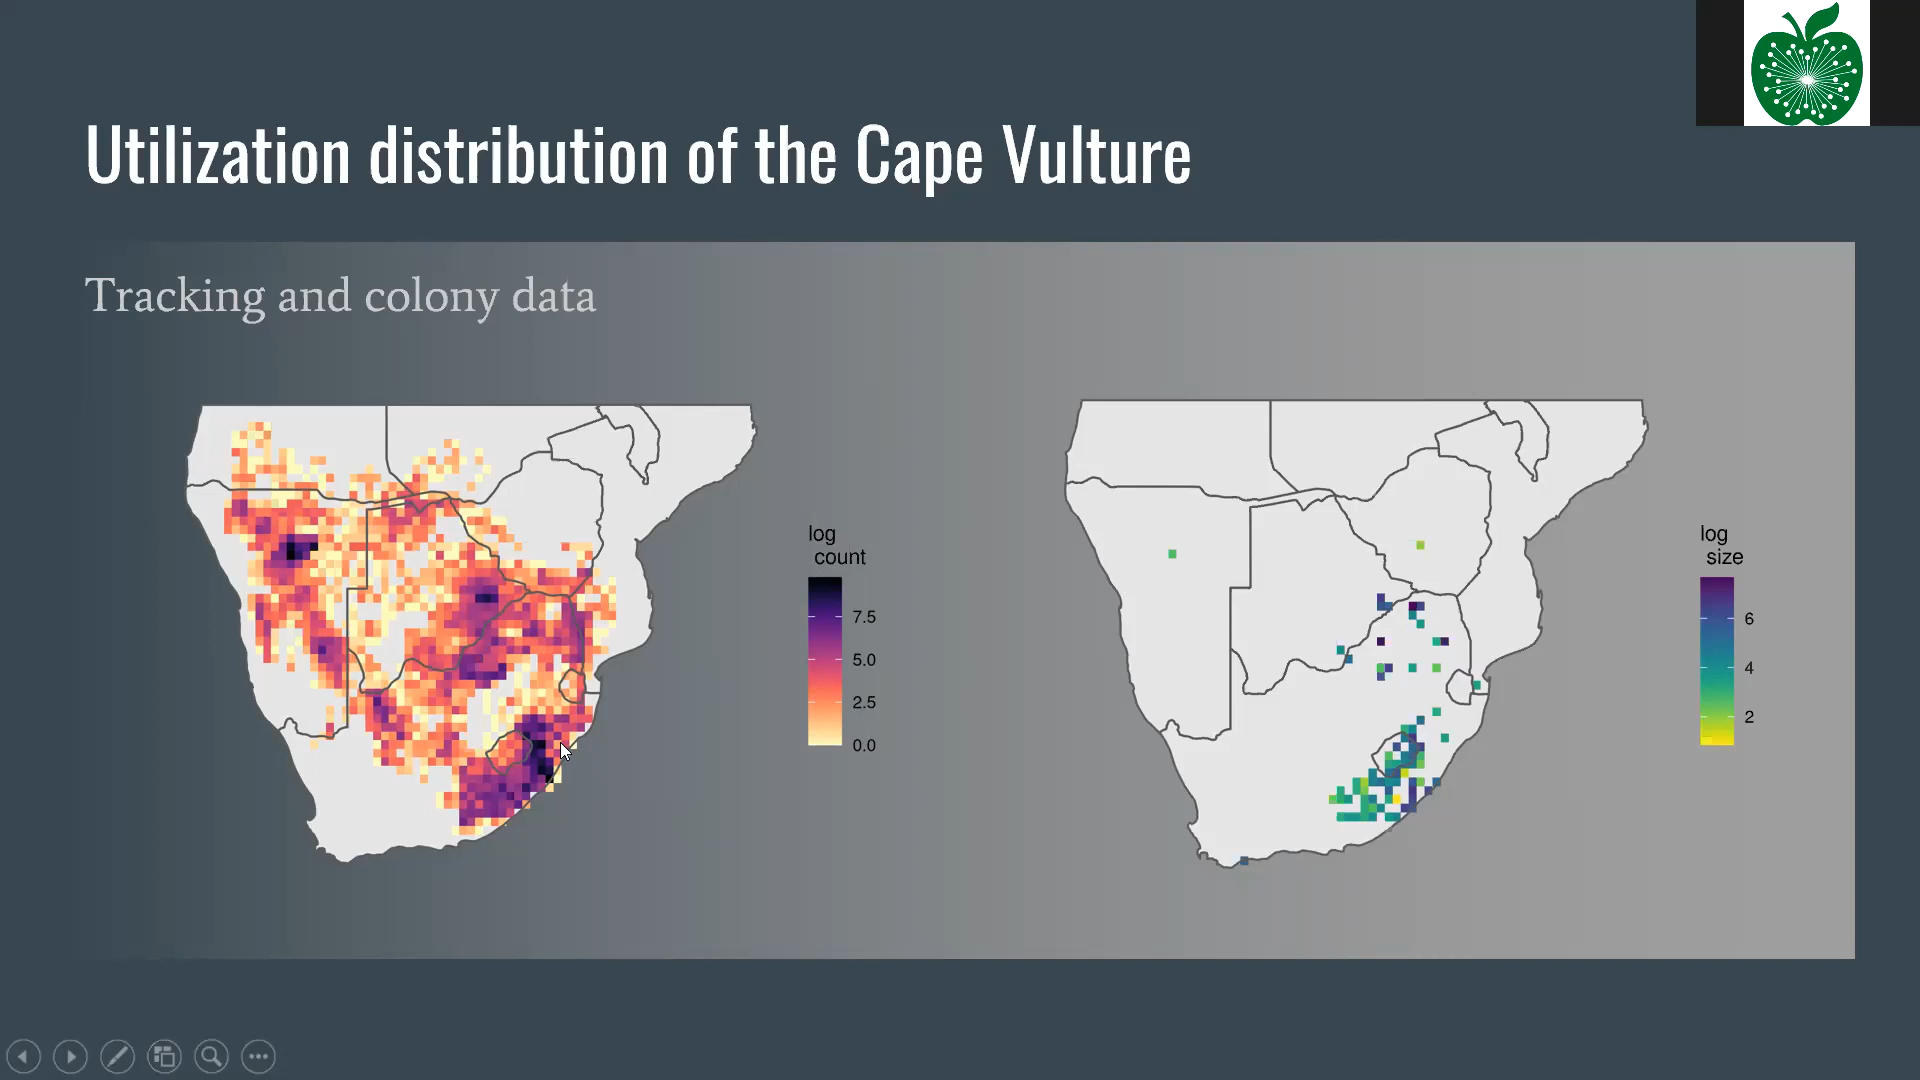 Utilization distribution of the Cape Vulture
Tracking and colony data
log
count
7.5
5.0
2.5
0.0
log
size
6
4
2